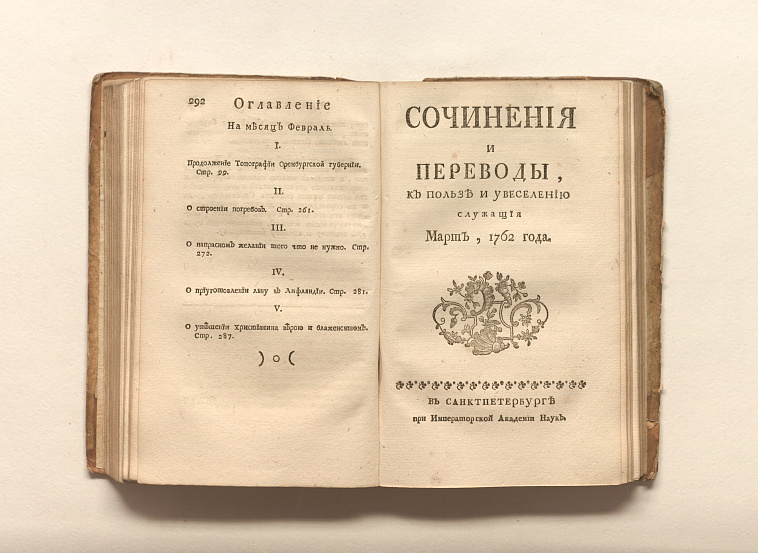 292 Оглавленіе
На мѣсяцъ Февраль.
I.
Продолженіе Топографіи Оренбургской губерніи.
Стр. 99.
II.
О строеніи погребовъ. Стр. 261.
III.
О напрасномъ желаніи того что не нужно. Стр.
272.
IV.
О пріуготовленіи льну въ Лифляндіи. Стр. 281.
V.
О утѣшеніи христіанина вѣрою и блаженствомъ.
Стр. 287.
) o (
СОЧИНЕНІЯ
И
ПЕРЕВОДЫ,
КЪ ПОЛЬЗѢ И УВЕСЕЛЕНІЮ
СЛУЖАЩІЯ
Мартъ, 1762 года.
ВЪ САНКТПЕТЕРБУРГѢ
при Императорской Академіи Наукъ.